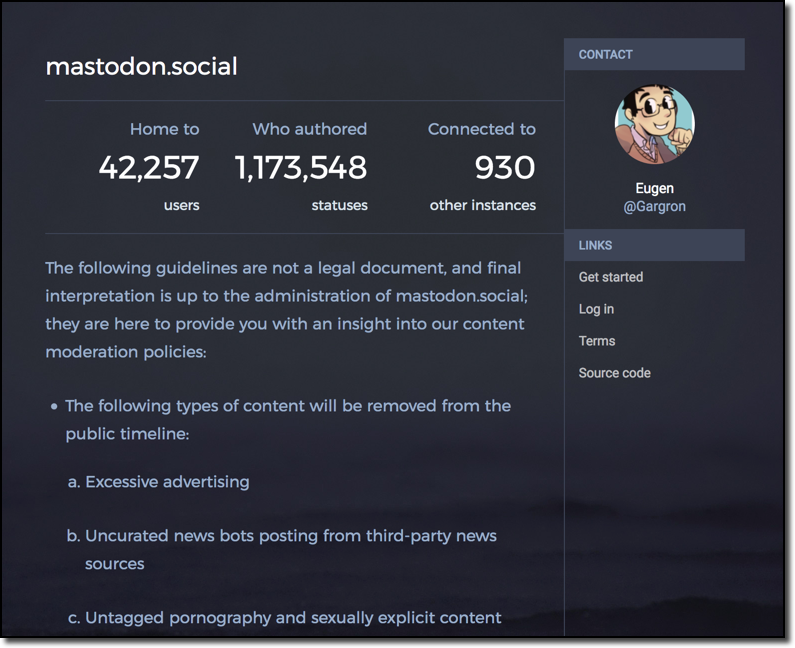 mastodon.social
Home to
42,257
users
Who authored
1,173,548
statuses
Connected to
930
other instances
The following guidelines are not a legal document, and final
interpretation is up to the administration of mastodon.social;
they are here to provide you with an insight into our content
moderation policies:
• The following types of content will be removed from the
public timeline:
a. Excessive advertising
b. Uncurated news bots posting from third-party news
sources
c. Untagged pornography and sexually explicit content
CONTACT
Eugen
@Gargron
LINKS
Get started
Log in
Terms
Source code